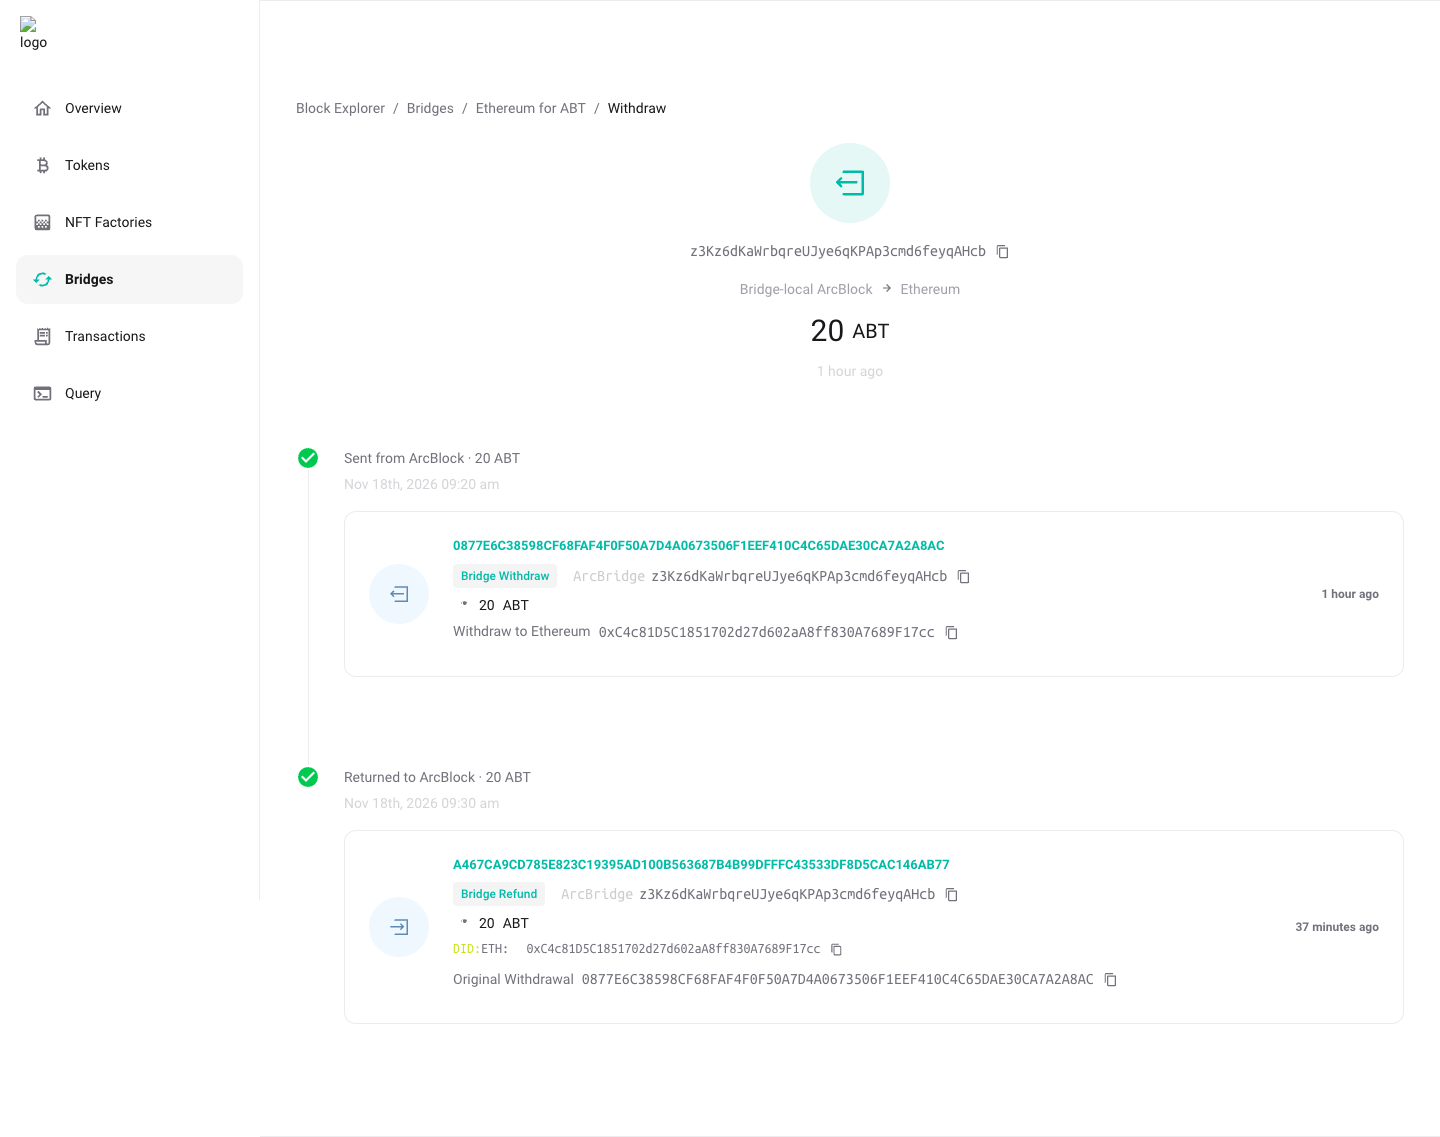 logo
Overview
Tokens
NFT Factories
Bridges
Transactions
Query
Block Explorer / Bridges / Ethereum for ABT / Withdraw
z3Kz6dKaWrbqreUJye6qKPAp3cmd6feyqAHcb
Bridge-local ArcBlock → Ethereum
20 ABT
1 hour ago
Sent from ArcBlock · 20 ABT
Nov 18th, 2026 09:20 am
0877E6C38598CF68FAF4F0F50A7D4A0673506F1EEF410C4C65DAE30CA7A2A8AC
Bridge Withdraw ArcBridge z3Kz6dKaWrbqreUJye6qKPAp3cmd6feyqAHcb
20 ABT
Withdraw to Ethereum 0xC4c81D5C1851702d27d602aA8ff830A7689F17cc
1 hour ago
Returned to ArcBlock · 20 ABT
Nov 18th, 2026 09:30 am
A467CA9CD785E823C19395AD100B563687B4B99DFFFC43533DF8D5CAC146AB77
Bridge Refund ArcBridge z3Kz6dKaWrbqreUJye6qKPAp3cmd6feyqAHcb
20 ABT
DID:ETH: 0xC4c81D5C1851702d27d602aA8ff830A7689F17cc
Original Withdrawal 0877E6C38598CF68FAF4F0F50A7D4A0673506F1EEF410C4C65DAE30CA7A2A8AC
37 minutes ago